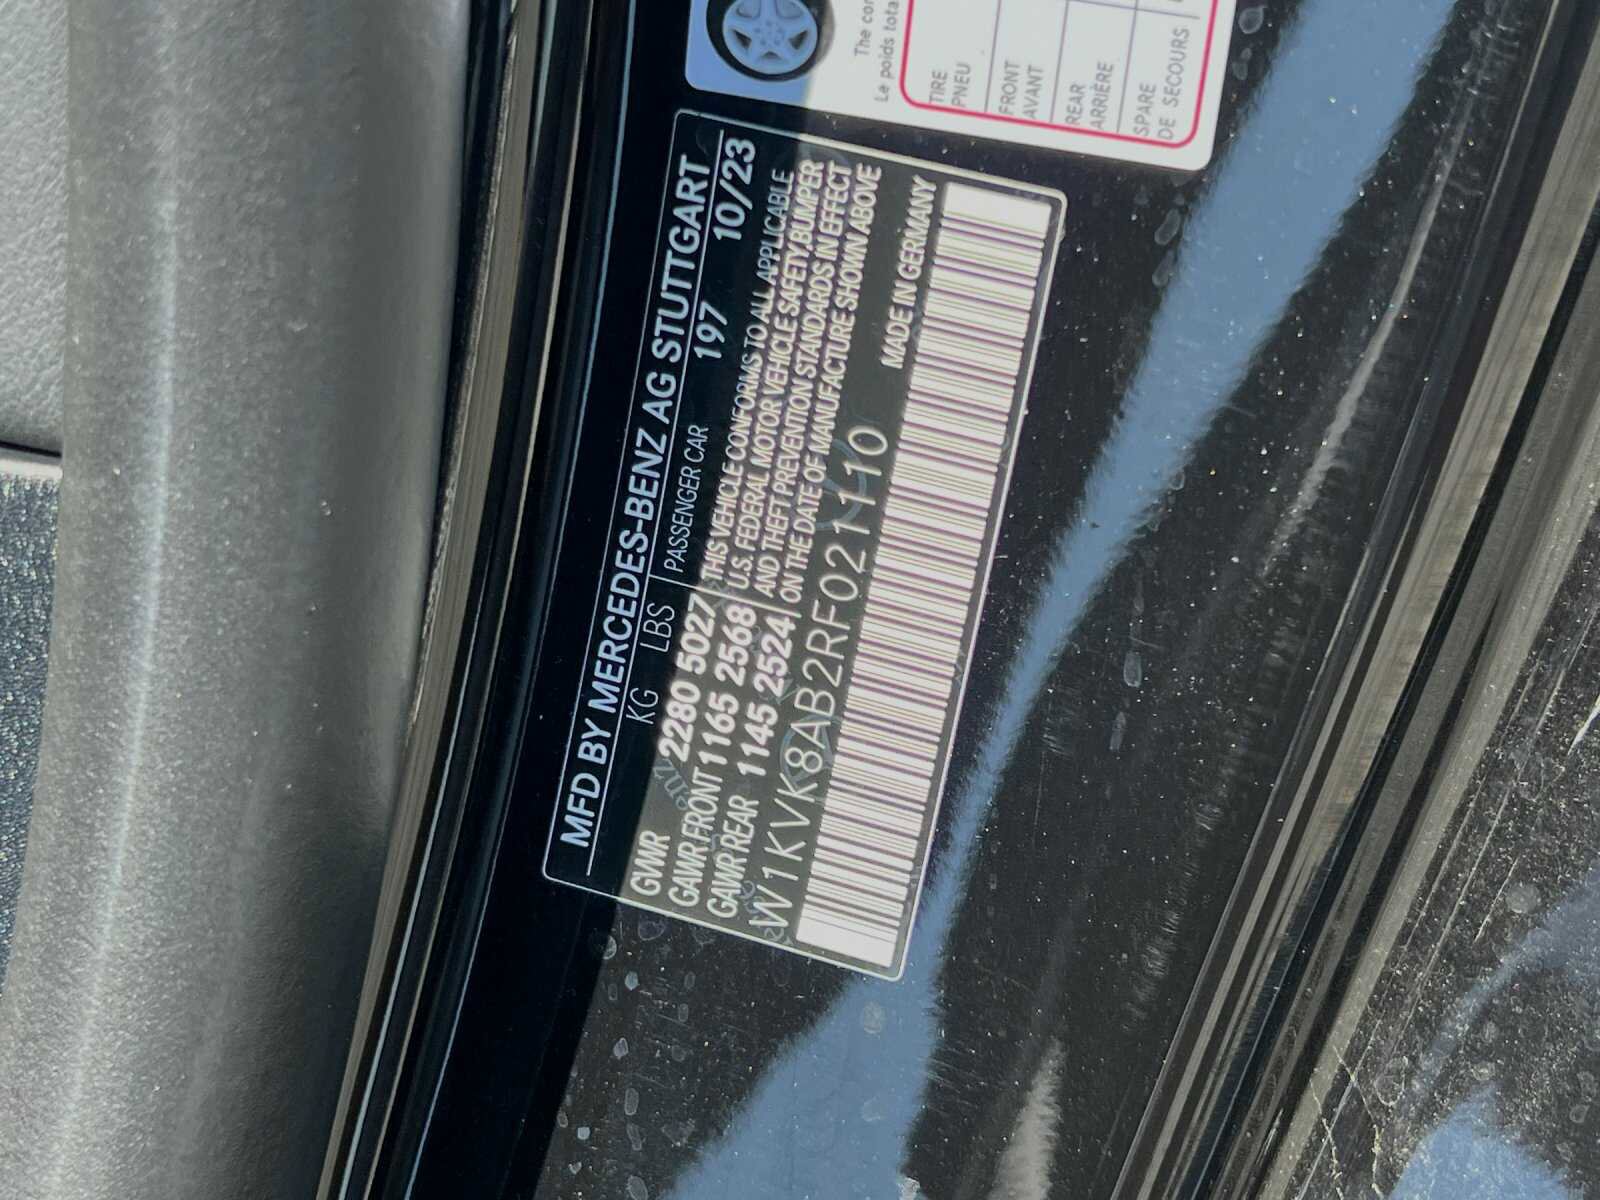 MFD BY MERCEDES-BENZ AG STUTTGART
KG LBS PASSENGER CAR 197 10/23
GVWR 2280 5027 THIS VEHICLE CONFORMS TO ALL APPLICABLE
GAWR FRONT 1165 2568 U.S. FEDERAL MOTOR VEHICLE SAFETY, BUMPER
GAWR REAR 1145 2524 AND THEFT PREVENTION STANDARDS IN EFFECT
ON THE DATE OF MANUFACTURE SHOWN ABOVE
W1KVK8AB2RF021110 MADE IN GERMANY
The
Le poids
TIRE
PNEU
FRONT
AVANT
REAR
ARRIÈRE
SPARE
DE SECOURS